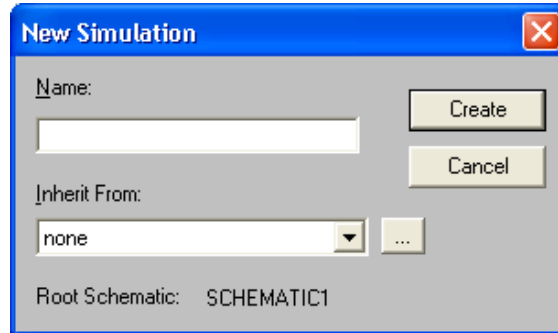 New Simulation
Name:
Create
Cancel
Inherit From:
none
...
Root Schematic: SCHEMATIC1